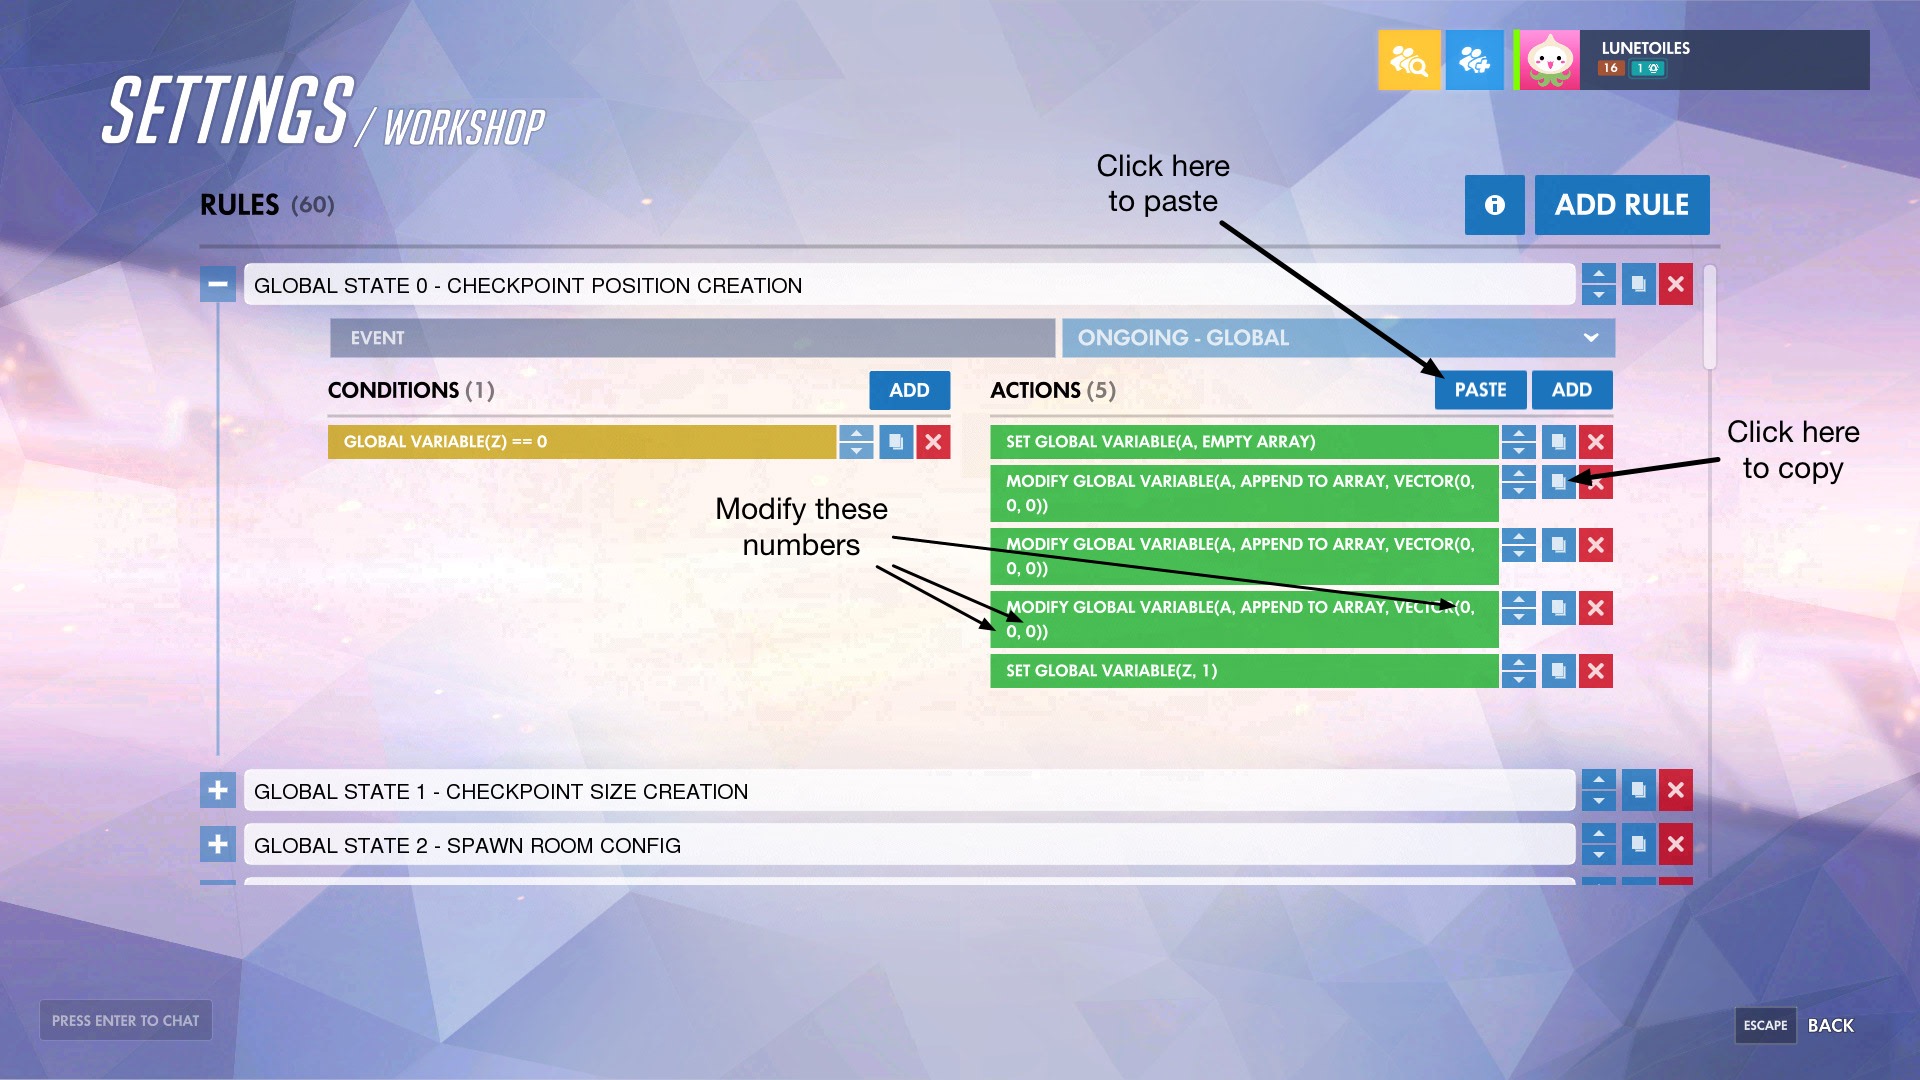 LUNETOILES
16 1
SETTINGS / WORKSHOP
Click here
to paste
RULES (60)
ADD RULE
GLOBAL STATE 0 - CHECKPOINT POSITION CREATION
EVENT
ONGOING - GLOBAL
CONDITIONS (1)
ADD
ACTIONS (5)
PASTE
ADD
GLOBAL VARIABLE(Z) == 0
SET GLOBAL VARIABLE(A, EMPTY ARRAY)
Click here
to copy
MODIFY GLOBAL VARIABLE(A, APPEND TO ARRAY, VECTOR(0,
0, 0))
Modify these
numbers
MODIFY GLOBAL VARIABLE(A, APPEND TO ARRAY, VECTOR(0,
0, 0))
MODIFY GLOBAL VARIABLE(A, APPEND TO ARRAY, VECTOR(0,
0, 0))
SET GLOBAL VARIABLE(Z, 1)
GLOBAL STATE 1 - CHECKPOINT SIZE CREATION
GLOBAL STATE 2 - SPAWN ROOM CONFIG
PRESS ENTER TO CHAT
ESCAPE BACK